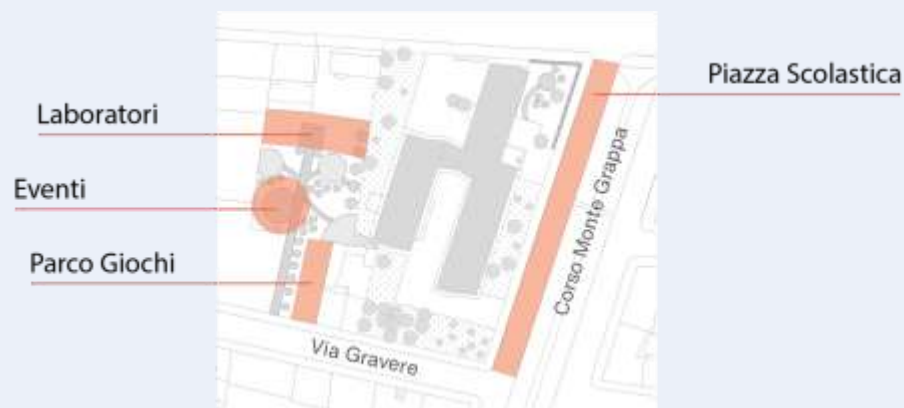 Piazza Scolastica
Laboratori
Eventi
Parco Giochi
Corso Monte Grappa
Via Gravere